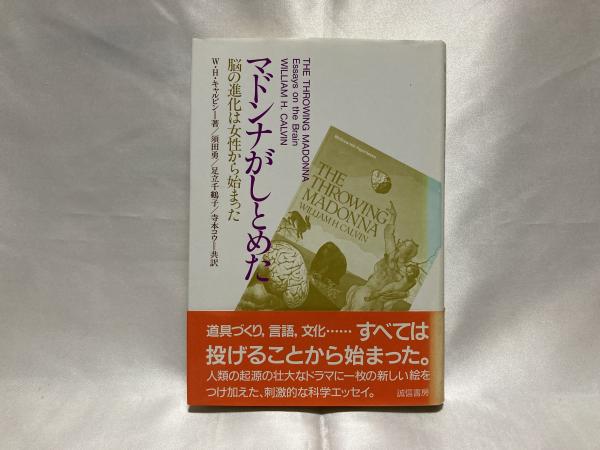 THE THROWING MADONNA
Essays on the Brain
WILLIAM H. CALVIN
マドンナがしとめた
脳の進化は女性から始まった
W・H・キャルビン━著/須田勇/足立千鶴子/寺本コウ━共訳
THE
THROWING
MADONNA
WILLIAM H. CALVIN
道具づくり,言語,文化……すべては
投げることから始まった。
人類の起源の壮大なドラマに一枚の新しい絵を
つけ加えた、刺激的な科学エッセイ。
誠信書房